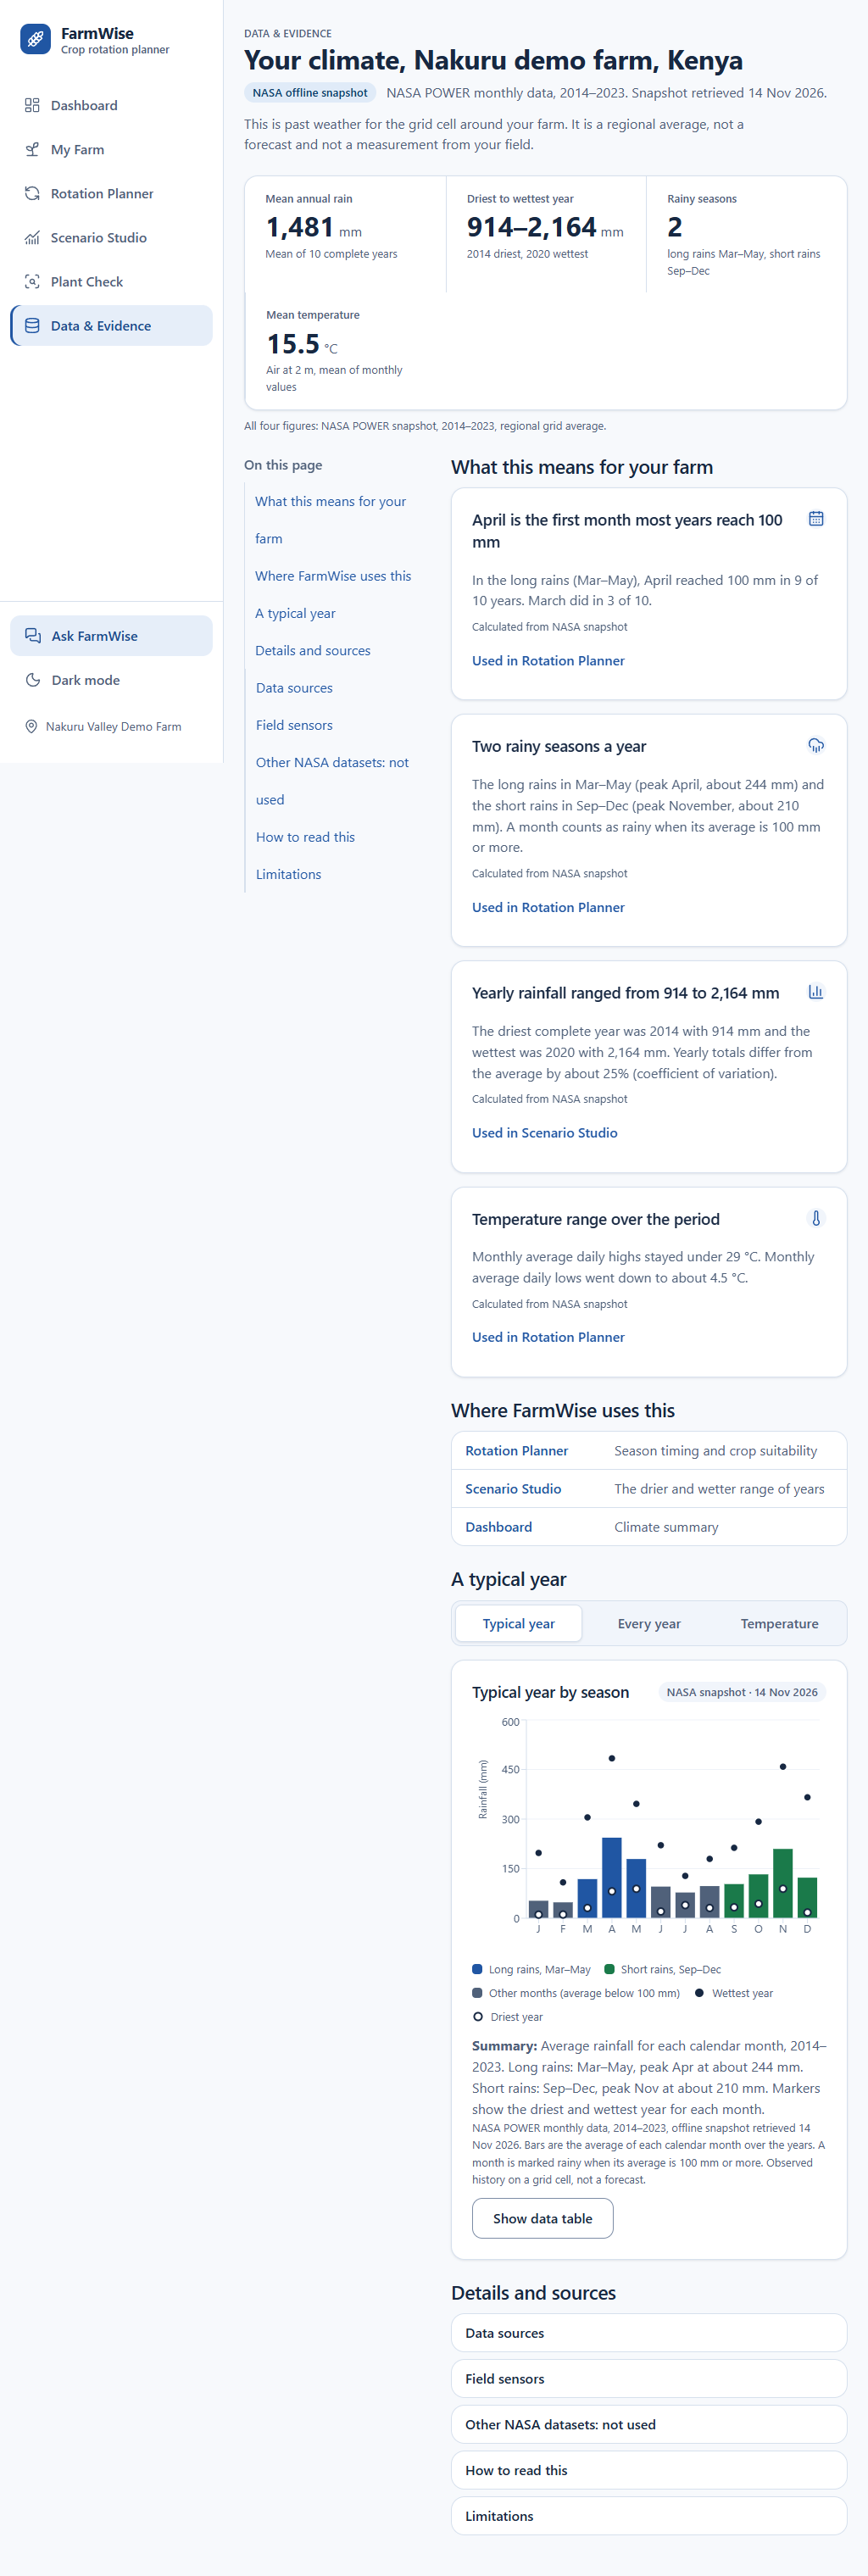 FarmWise
Crop rotation planner
Dashboard
My Farm
Rotation Planner
Scenario Studio
Plant Check
Data & Evidence
Ask FarmWise
Dark mode
Nakuru Valley Demo Farm
DATA & EVIDENCE
Your climate, Nakuru demo farm, Kenya
NASA offline snapshot
NASA POWER monthly data, 2014–2023. Snapshot retrieved 14 Nov 2026.
This is past weather for the grid cell around your farm. It is a regional average, not a
forecast and not a measurement from your field.
Mean annual rain
1,481 mm
Mean of 10 complete years
Driest to wettest year
914–2,164 mm
2014 driest, 2020 wettest
Rainy seasons
2
long rains Mar–May, short rains
Sep–Dec
Mean temperature
15.5 °C
Air at 2 m, mean of monthly
values
All four figures: NASA POWER snapshot, 2014–2023, regional grid average.
On this page
What this means for your
farm
Where FarmWise uses this
A typical year
Details and sources
Data sources
Field sensors
Other NASA datasets: not
used
How to read this
Limitations
What this means for your farm
April is the first month most years reach 100
mm
In the long rains (Mar–May), April reached 100 mm in 9 of
10 years. March did in 3 of 10.
Calculated from NASA snapshot
Used in Rotation Planner
Two rainy seasons a year
The long rains in Mar–May (peak April, about 244 mm) and
the short rains in Sep–Dec (peak November, about 210
mm). A month counts as rainy when its average is 100 mm
or more.
Calculated from NASA snapshot
Used in Rotation Planner
Yearly rainfall ranged from 914 to 2,164 mm
The driest complete year was 2014 with 914 mm and the
wettest was 2020 with 2,164 mm. Yearly totals differ from
the average by about 25% (coefficient of variation).
Calculated from NASA snapshot
Used in Scenario Studio
Temperature range over the period
Monthly average daily highs stayed under 29 °C. Monthly
average daily lows went down to about 4.5 °C.
Calculated from NASA snapshot
Used in Rotation Planner
Where FarmWise uses this
Rotation Planner Season timing and crop suitability
Scenario Studio The drier and wetter range of years
Dashboard Climate summary
A typical year
Typical year Every year Temperature
Typical year by season
NASA snapshot · 14 Nov 2026
Rainfall (mm)
600
450
300
150
0
J F M A M J J A S O N D
Long rains, Mar–May Short rains, Sep–Dec
Other months (average below 100 mm) Wettest year
Driest year
Summary: Average rainfall for each calendar month, 2014–
2023. Long rains: Mar–May, peak Apr at about 244 mm.
Short rains: Sep–Dec, peak Nov at about 210 mm. Markers
show the driest and wettest year for each month.
NASA POWER monthly data, 2014–2023, offline snapshot retrieved 14
Nov 2026. Bars are the average of each calendar month over the years. A
month is marked rainy when its average is 100 mm or more. Observed
history on a grid cell, not a forecast.
Show data table
Details and sources
Data sources
Field sensors
Other NASA datasets: not used
How to read this
Limitations